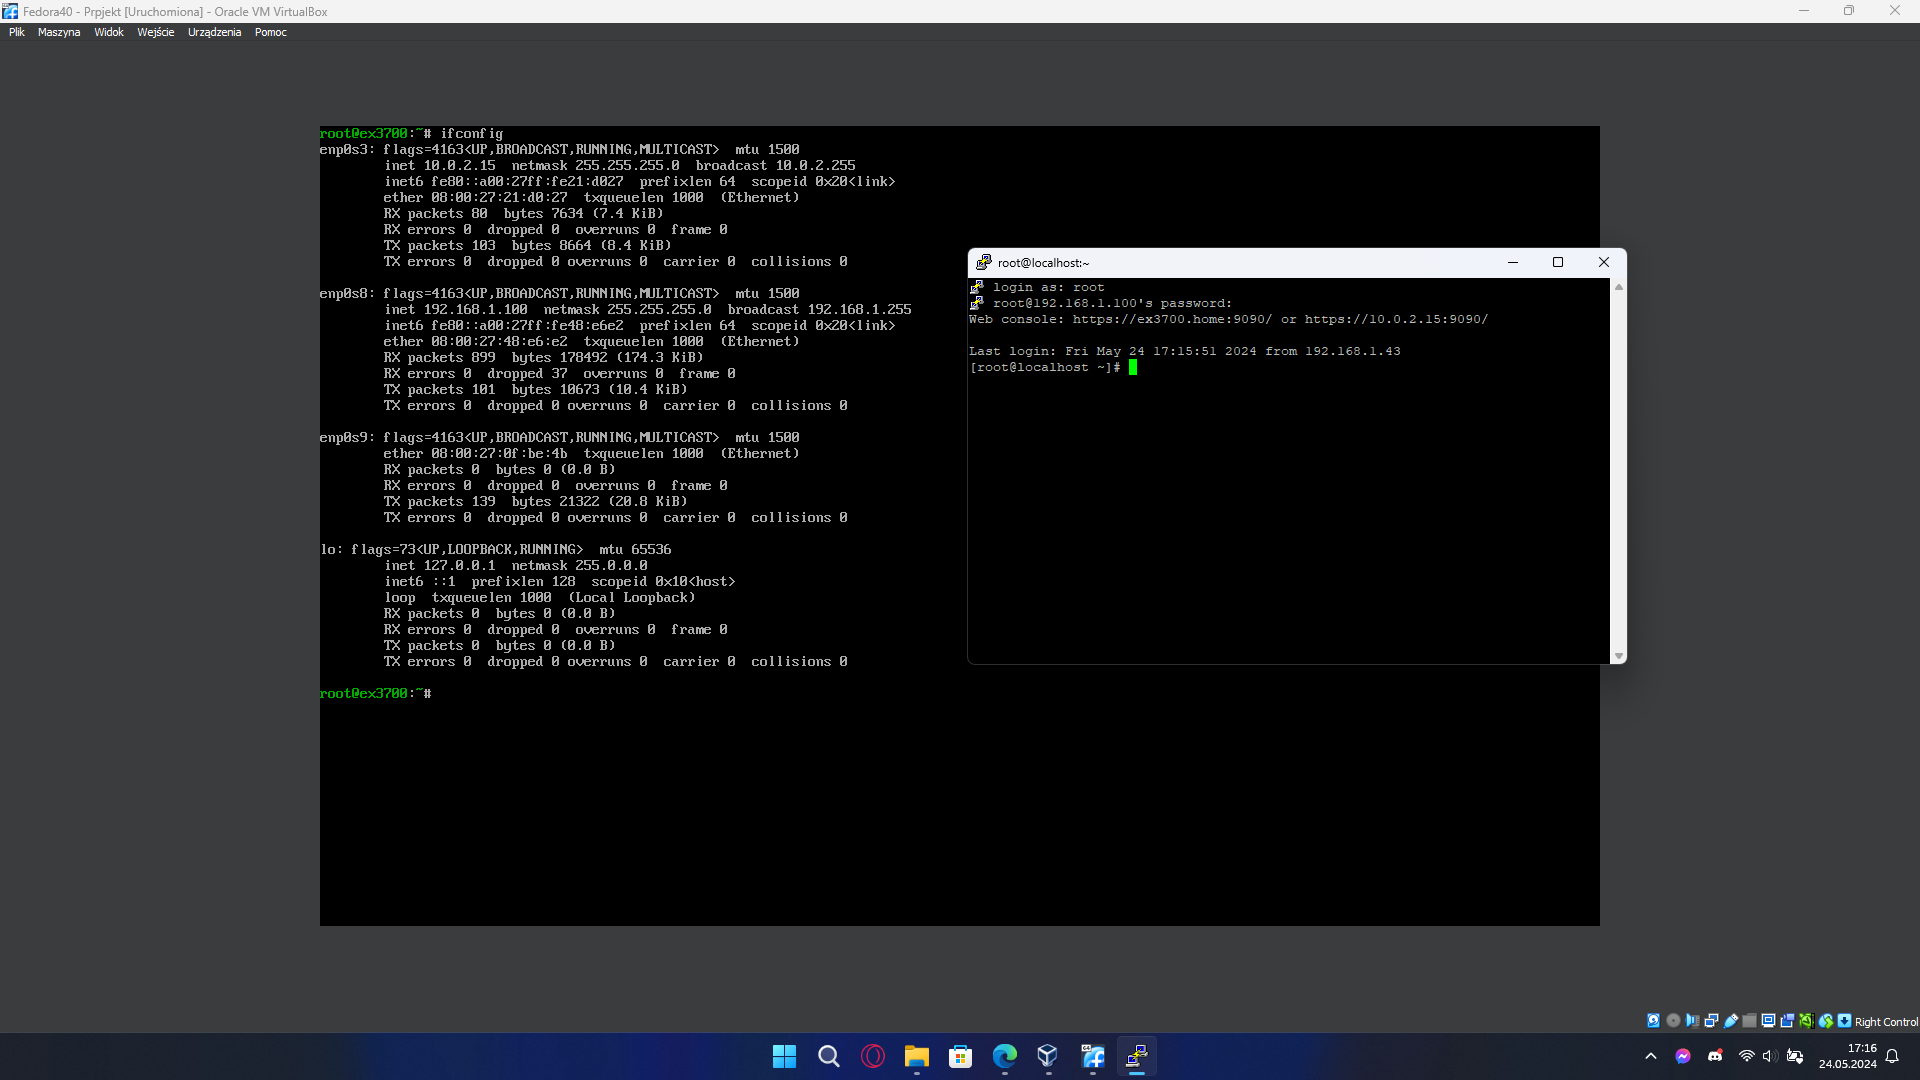 Fedora40 - Prpjekt [Uruchomiona] - Oracle VM VirtualBox
Plik Maszyna Widok Wejście Urządzenia Pomoc
root@ex3700:~# ifconfig
enp0s3: flags=4163<UP,BROADCAST,RUNNING,MULTICAST>  mtu 1500
        inet 10.0.2.15  netmask 255.255.255.0  broadcast 10.0.2.255
        inet6 fe80::a00:27ff:fe21:d027  prefixlen 64  scopeid 0x20<link>
        ether 08:00:27:21:d0:27  txqueuelen 1000  (Ethernet)
        RX packets 80  bytes 7634 (7.4 KiB)
        RX errors 0  dropped 0  overruns 0  frame 0
        TX packets 103  bytes 8664 (8.4 KiB)
        TX errors 0  dropped 0 overruns 0  carrier 0  collisions 0
enp0s8: flags=4163<UP,BROADCAST,RUNNING,MULTICAST>  mtu 1500
        inet 192.168.1.100  netmask 255.255.255.0  broadcast 192.168.1.255
        inet6 fe80::a00:27ff:fe48:e6e2  prefixlen 64  scopeid 0x20<link>
        ether 08:00:27:48:e6:e2  txqueuelen 1000  (Ethernet)
        RX packets 899  bytes 178492 (174.3 KiB)
        RX errors 0  dropped 37  overruns 0  frame 0
        TX packets 101  bytes 10673 (10.4 KiB)
        TX errors 0  dropped 0 overruns 0  carrier 0  collisions 0
enp0s9: flags=4163<UP,BROADCAST,RUNNING,MULTICAST>  mtu 1500
        ether 08:00:27:0f:be:4b  txqueuelen 1000  (Ethernet)
        RX packets 0  bytes 0 (0.0 B)
        RX errors 0  dropped 0  overruns 0  frame 0
        TX packets 139  bytes 21322 (20.8 KiB)
        TX errors 0  dropped 0 overruns 0  carrier 0  collisions 0
lo: flags=73<UP,LOOPBACK,RUNNING>  mtu 65536
        inet 127.0.0.1  netmask 255.0.0.0
        inet6 ::1  prefixlen 128  scopeid 0x10<host>
        loop  txqueuelen 1000  (Local Loopback)
        RX packets 0  bytes 0 (0.0 B)
        RX errors 0  dropped 0  overruns 0  frame 0
        TX packets 0  bytes 0 (0.0 B)
        TX errors 0  dropped 0 overruns 0  carrier 0  collisions 0
root@ex3700:~#
root@localhost:~
login as: root
root@192.168.1.100's password:
Web console: https://ex3700.home:9090/ or https://10.0.2.15:9090/
Last login: Fri May 24 17:15:51 2024 from 192.168.1.43
[root@localhost ~]#
Right Control
17:16
24.05.2024